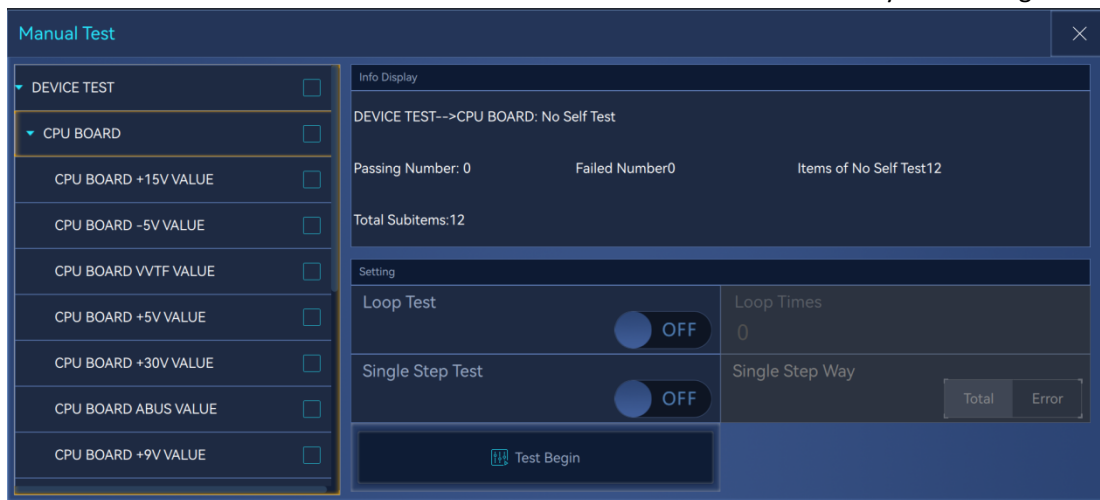 Manual Test
DEVICE TEST
CPU BOARD
CPU BOARD +15V VALUE
CPU BOARD -5V VALUE
CPU BOARD VVTF VALUE
CPU BOARD +5V VALUE
CPU BOARD +30V VALUE
CPU BOARD ABUS VALUE
CPU BOARD +9V VALUE
Info Display
DEVICE TEST-->CPU BOARD: No Self Test
Passing Number: 0 Failed Number0 Items of No Self Test12
Total Subitems:12
Setting
Loop Test OFF
Loop Times
0
Single Step Test OFF
Single Step Way
Total Error
Test Begin